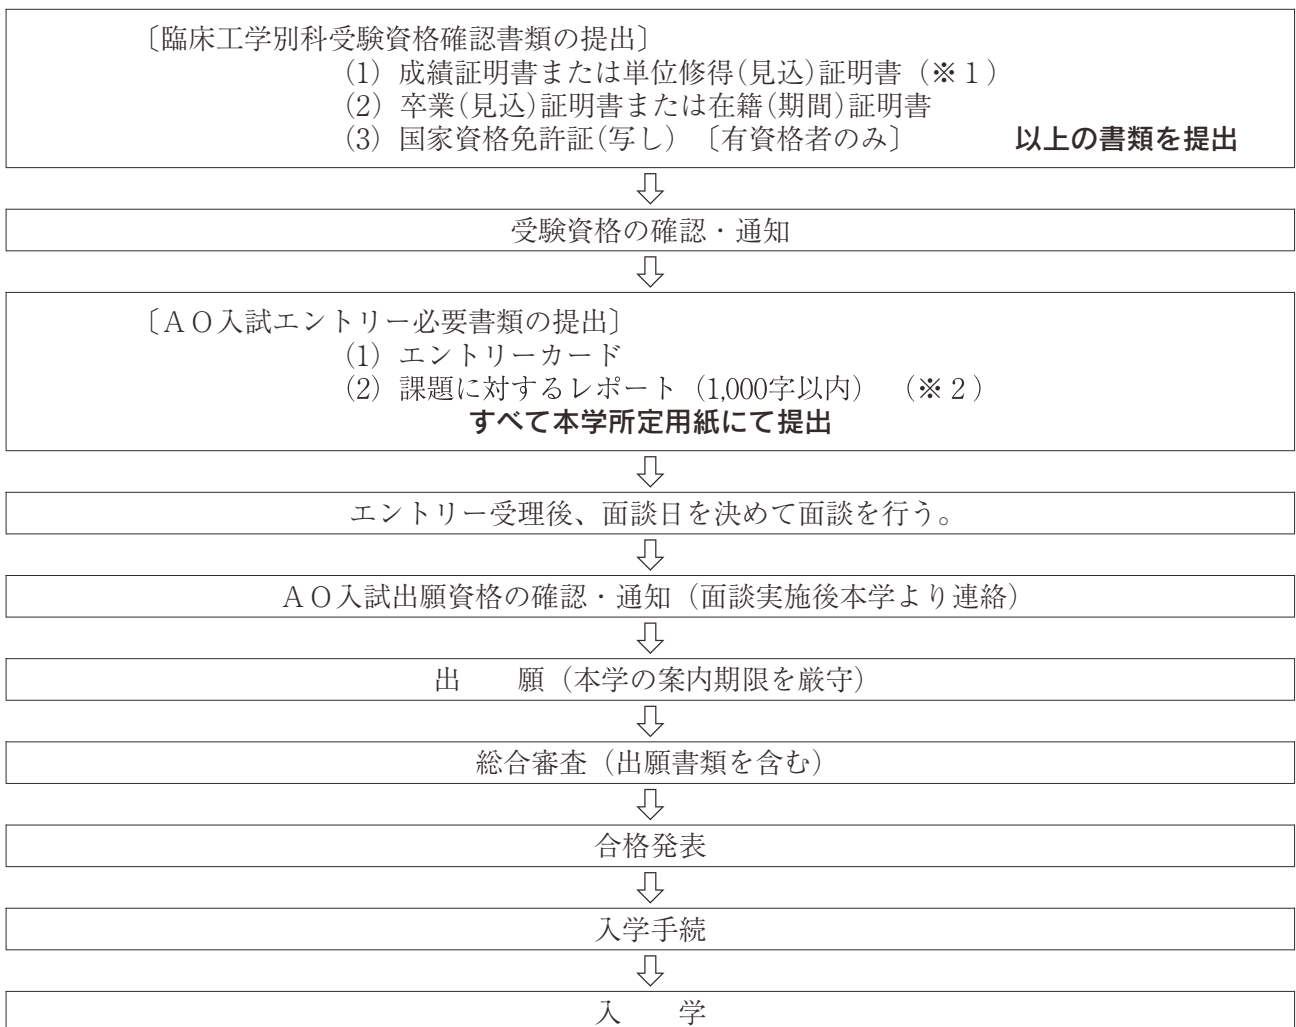 〔臨床工学別科受験資格確認書類の提出〕
(1) 成績証明書または単位修得(見込)証明書（※１）
(2) 卒業(見込)証明書または在籍(期間)証明書
(3) 国家資格免許証(写し)〔有資格者のみ〕 以上の書類を提出
受験資格の確認・通知
〔ＡＯ入試エントリー必要書類の提出〕
(1) エントリーカード
(2) 課題に対するレポート（1,000字以内）（※２）
すべて本学所定用紙にて提出
エントリー受理後、面談日を決めて面談を行う。
ＡＯ入試出願資格の確認・通知（面談実施後本学より連絡）
出　　願（本学の案内期限を厳守）
総合審査（出願書類を含む）
合格発表
入学手続
入　　学